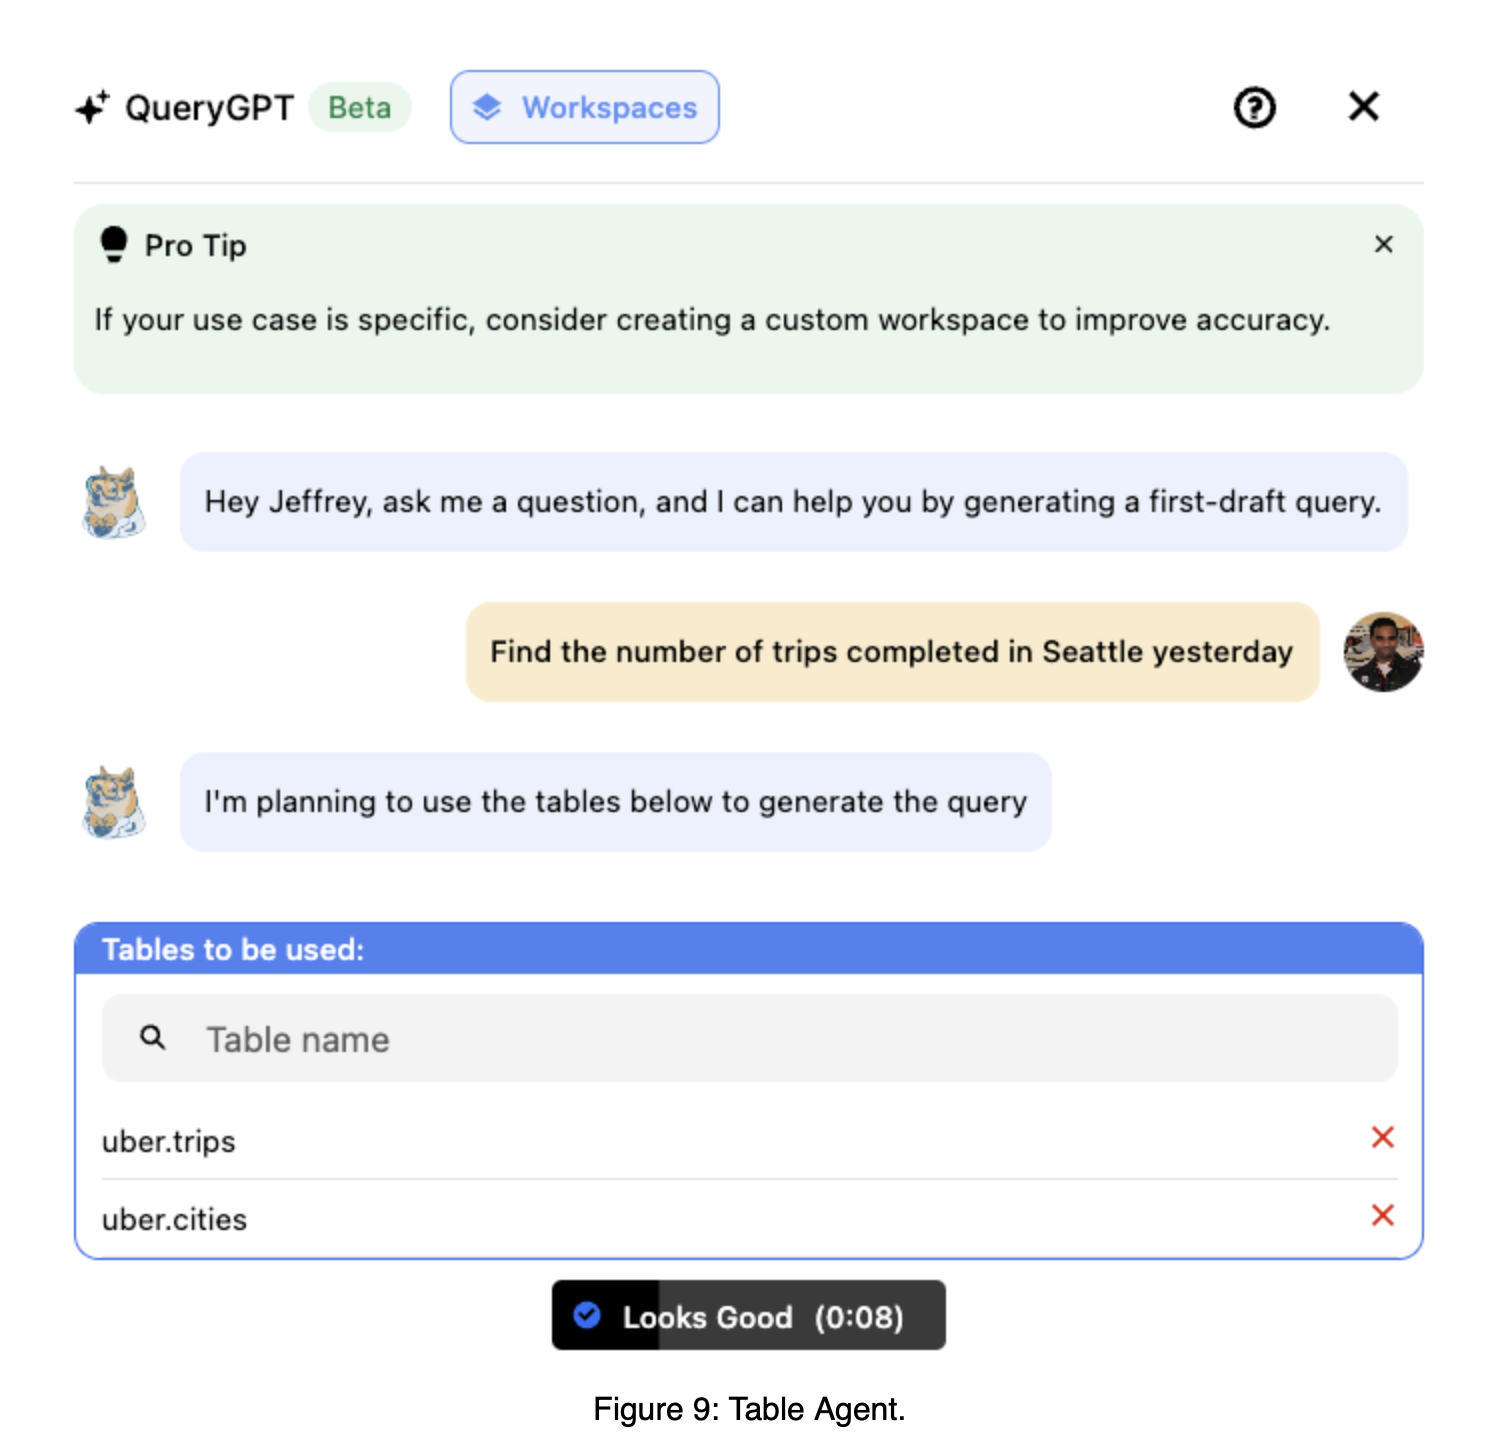 QueryGPT Beta Workspaces
Pro Tip
If your use case is specific, consider creating a custom workspace to improve accuracy.
Hey Jeffrey, ask me a question, and I can help you by generating a first-draft query.
Find the number of trips completed in Seattle yesterday
I'm planning to use the tables below to generate the query
Tables to be used:
Table name
uber.trips
uber.cities
Looks Good (0:08)
Figure 9: Table Agent.